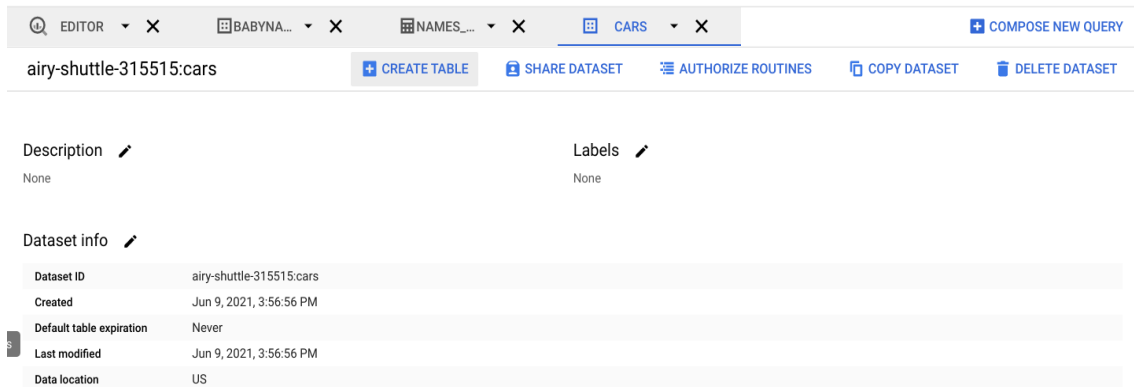 EDITOR BABYNA... NAMES_... CARS COMPOSE NEW QUERY
airy-shuttle-315515:cars CREATE TABLE SHARE DATASET AUTHORIZE ROUTINES COPY DATASET DELETE DATASET
Description Labels
None None
Dataset info
Dataset ID airy-shuttle-315515:cars
Created Jun 9, 2021, 3:56:56 PM
Default table expiration Never
s
Last modified Jun 9, 2021, 3:56:56 PM
Data location US